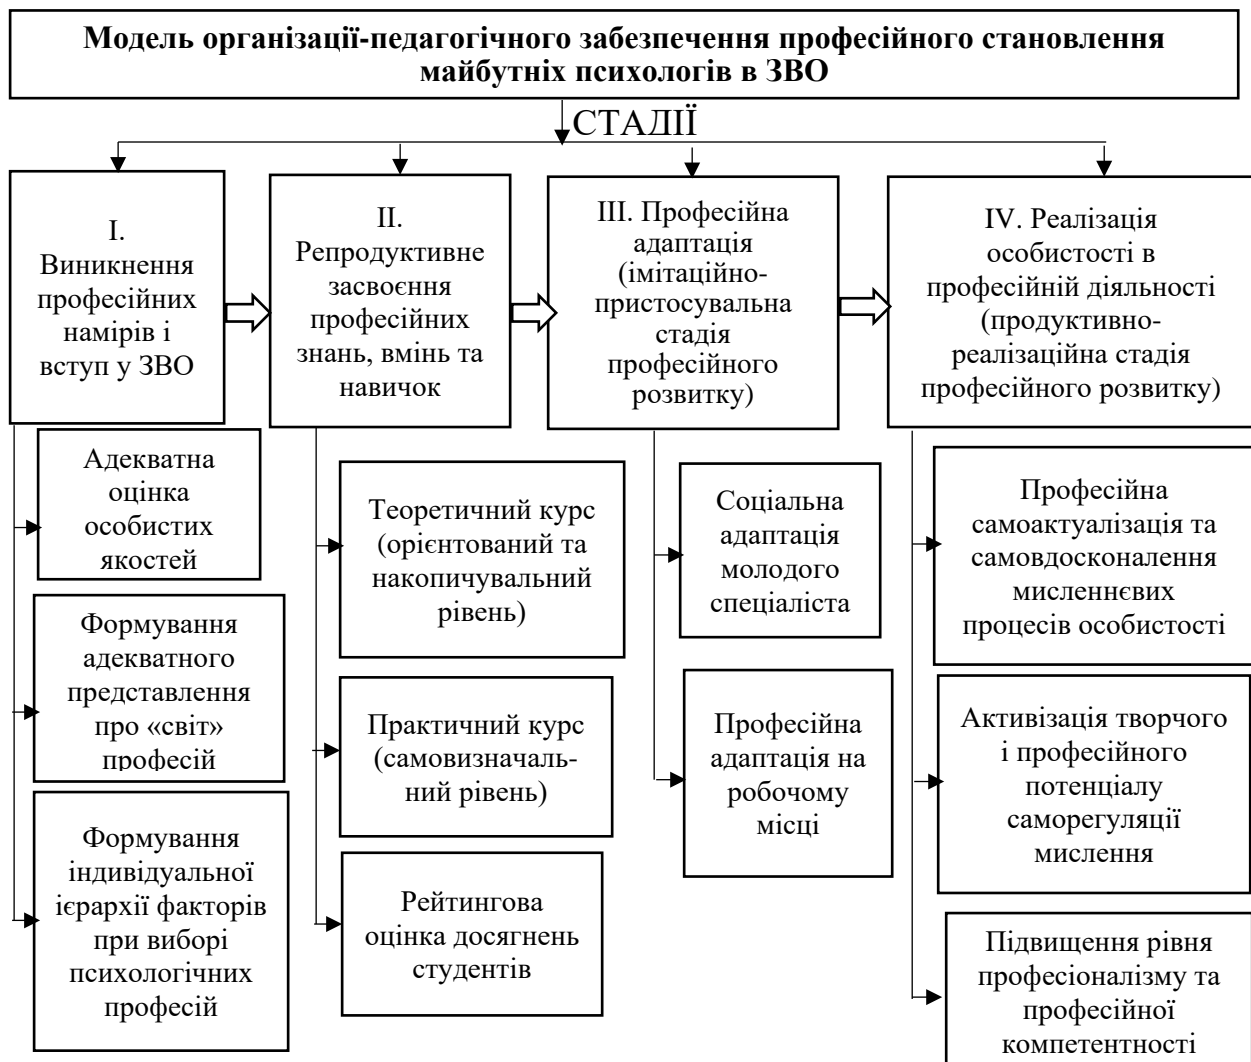 Модель організації-педагогічного забезпечення професійного становлення
майбутніх психологів в ЗВО
СТАДІЇ
І.
Виникнення
професійних
намірів і
вступ у ЗВО
ІІ.
Репродуктивне
засвоєння
професійних
знань, вмінь та
навичок
ІІІ. Професійна
адаптація
(імітаційно-
пристосувальна
стадія
професійного
розвитку)
IV. Реалізація
особистості в
професійній діяльності
(продуктивно-
реалізаційна стадія
професійного розвитку)
Адекватна
оцінка
особистих
якостей
Формування
адекватного
представлення
про «світ»
професій
Формування
індивідуальної
ієрархії факторів
при виборі
психологічних
професій
Теоретичний курс
(орієнтований та
накопичувальний
рівень)
Практичний курс
(самовизначаль-
ний рівень)
Рейтингова
оцінка досягнень
студентів
Соціальна
адаптація
молодого
спеціаліста
Професійна
адаптація на
робочому
місці
Професійна
самоактуалізація та
самовдосконалення
мисленнєвих
процесів особистості
Активізація творчого
і професійного
потенціалу
саморегуляції
мислення
Підвищення рівня
професіоналізму та
професійної
компетентності